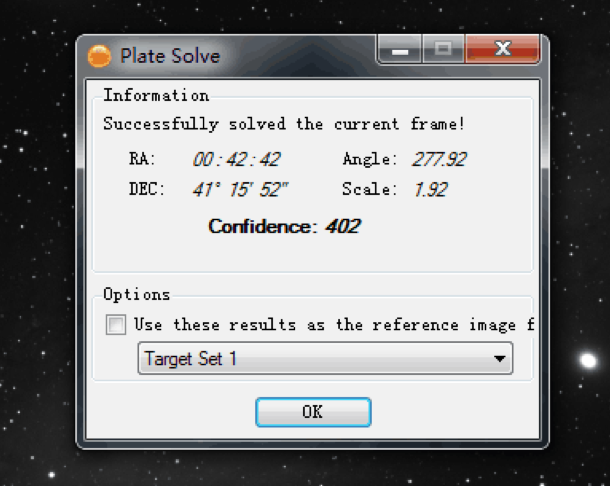 Plate Solve
Information
Successfully solved the current frame!
RA: 00:42:42 Angle: 277.92
DEC: 41° 15' 52" Scale: 1.92
Confidence: 402
Options
Use these results as the reference image f
Target Set 1
OK